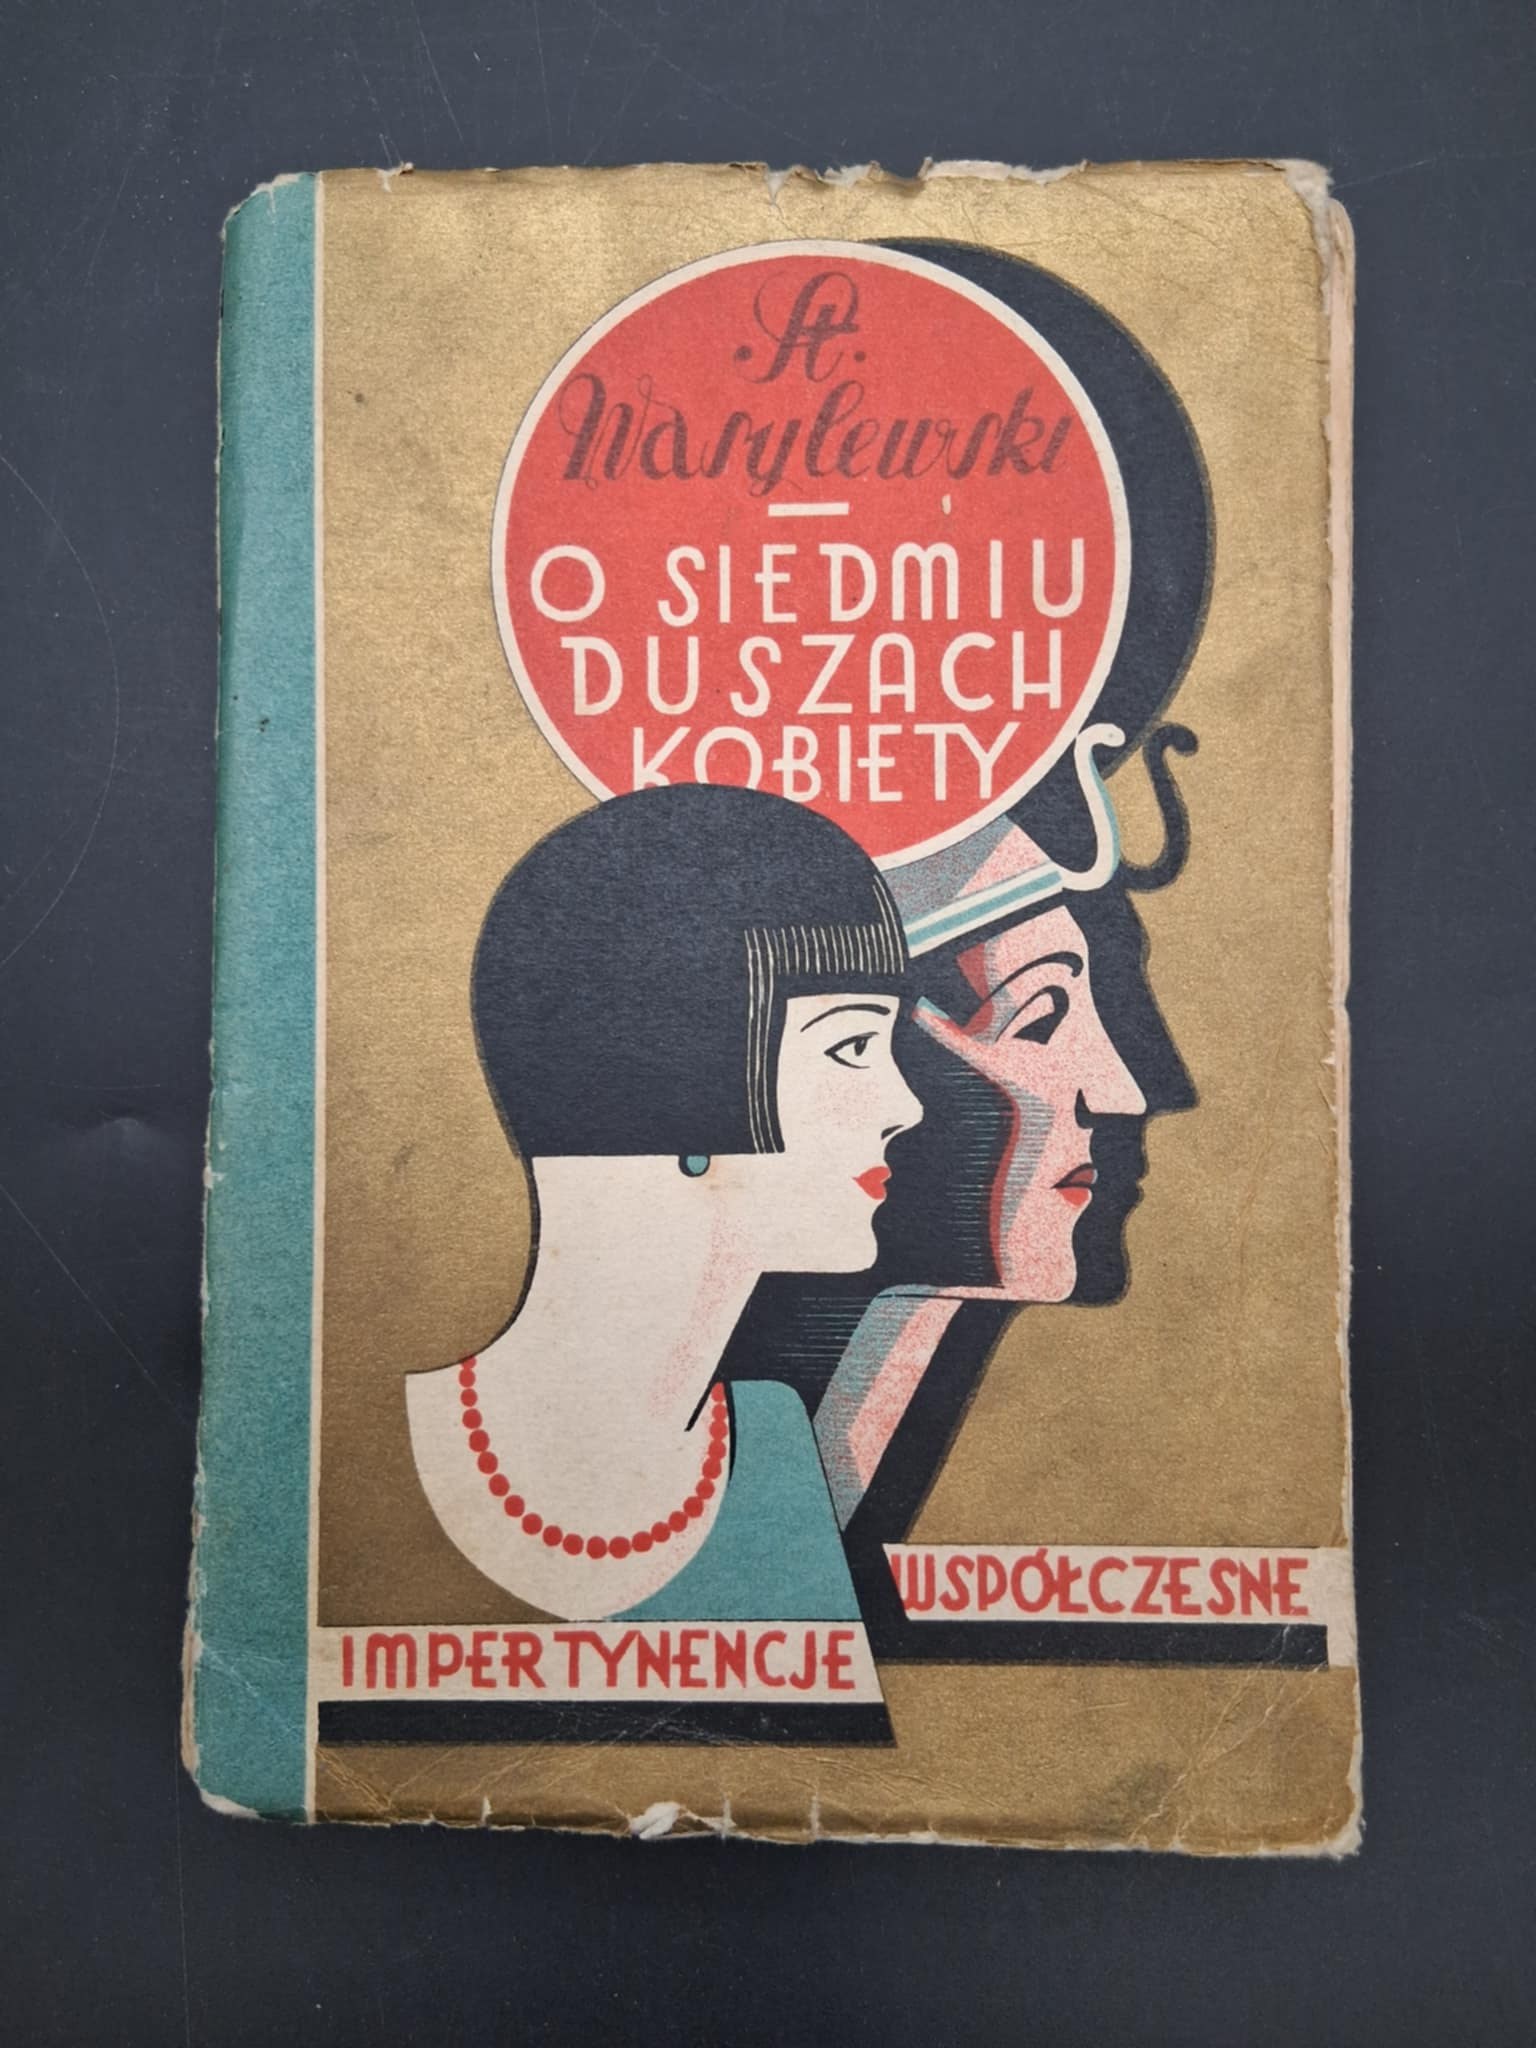 St.
Wasylewski
O SIEDMIU
DUSZACH
KOBIETY
WSPÓŁCZESNE
IMPERTYNENCJE